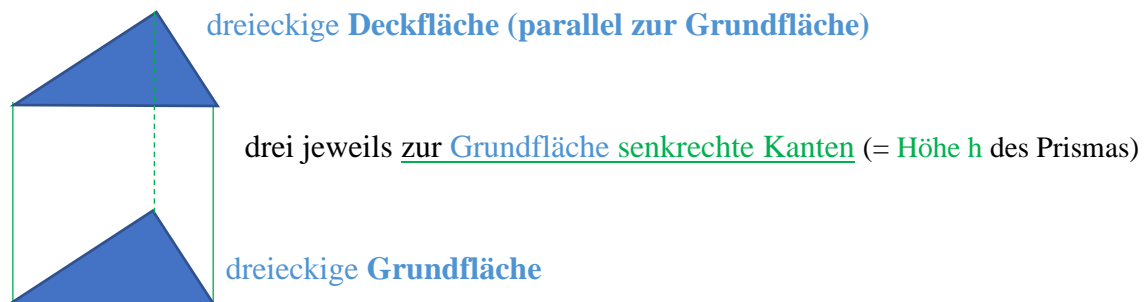 dreieckige Deckfläche (parallel zur Grundfläche)
drei jeweils zur Grundfläche senkrechte Kanten (= Höhe h des Prismas)
dreieckige Grundfläche